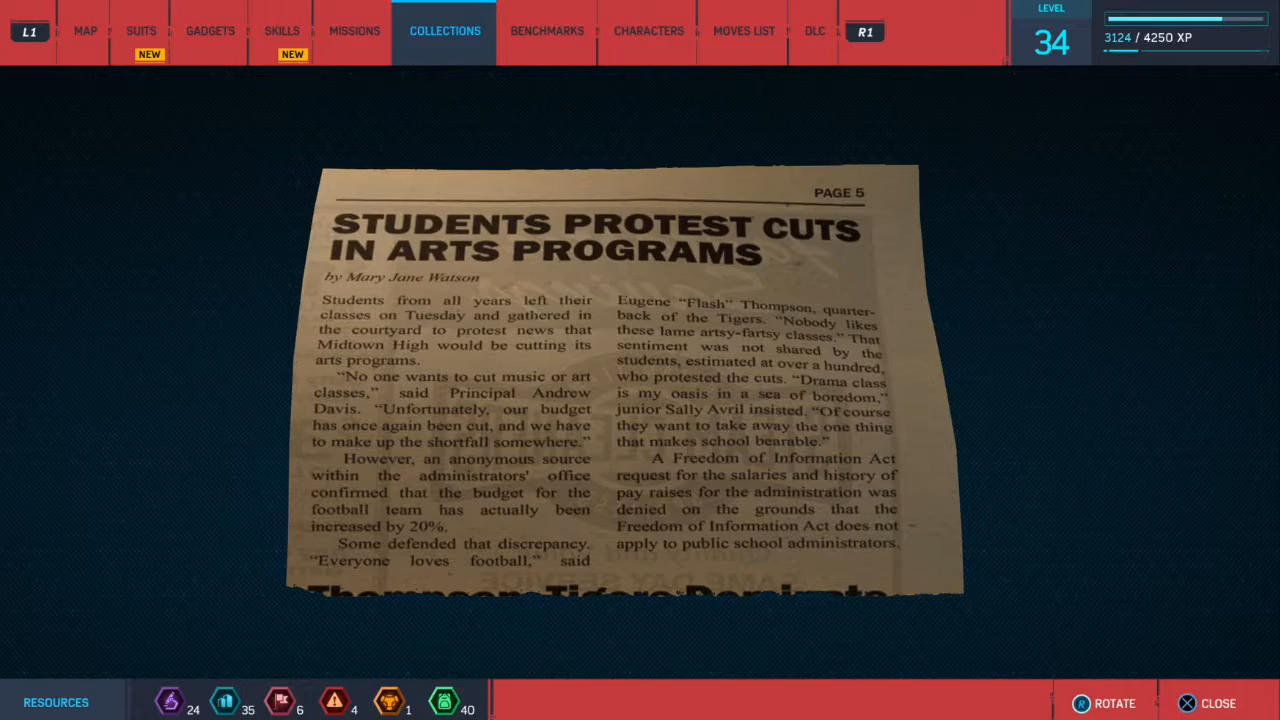 L1 MAP SUITS GADGETS SKILLS MISSIONS COLLECTIONS BENCHMARKS CHARACTERS MOVES LIST DLC R1
NEW NEW
LEVEL
34
3124 / 4250 XP
PAGE 5
STUDENTS PROTEST CUTS
IN ARTS PROGRAMS
by Mary Jane Watson
Students from all years left their
classes on Tuesday and gathered in
the courtyard to protest news that
Midtown High would be cutting its
arts programs.
“No one wants to cut music or art
classes,” said Principal Andrew
Davis. “Unfortunately, our budget
has once again been cut, and we have
to make up the shortfall somewhere.”
However, an anonymous source
within the administrators' office
confirmed that the budget for the
football team has actually been
increased by 20%.
Some defended that discrepancy.
“Everyone loves football,” said
Eugene “Flash” Thompson, quarter-
back of the Tigers. “Nobody likes
these lame artsy-fartsy classes.” That
sentiment was not shared by the
students, estimated at over a hundred,
who protested the cuts. “Drama class
is my oasis in a sea of boredom,”
junior Sally Avril insisted. “Of course
they want to take away the one thing
that makes school bearable.”
A Freedom of Information Act
request for the salaries and history of
pay raises for the administration was
denied on the grounds that the
Freedom of Information Act does not
apply to public school administrators.
Thompson, Tigers Dominate
RESOURCES 24 35 6 4 1 40
R ROTATE CLOSE